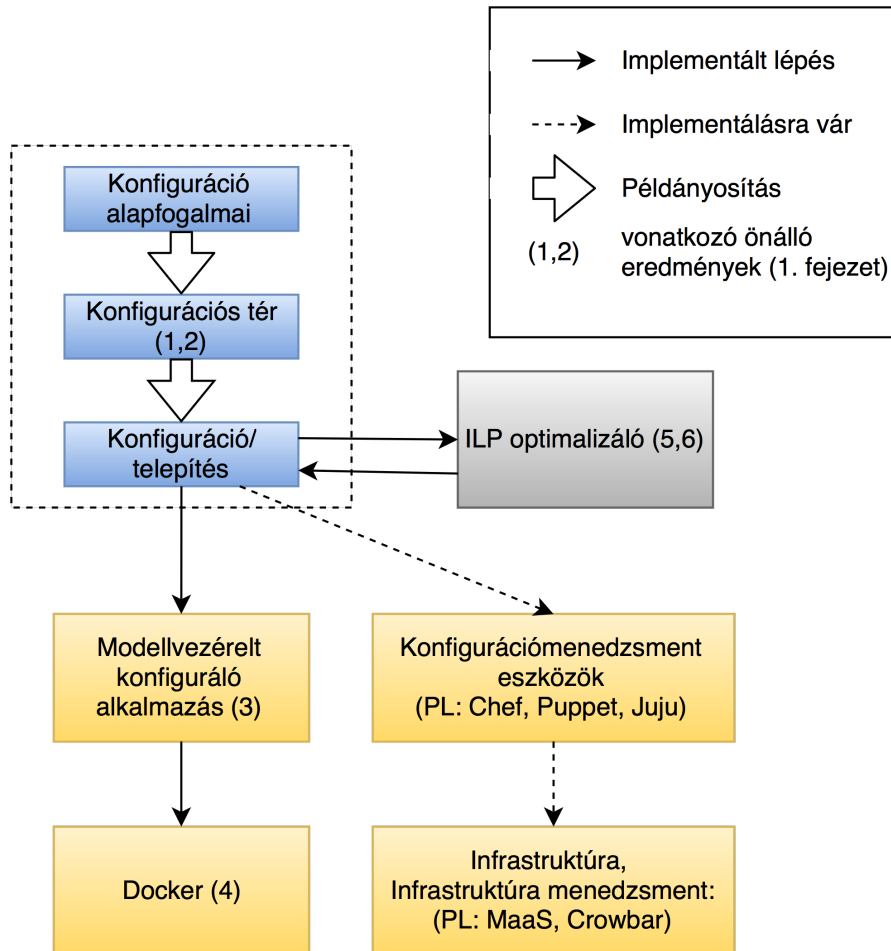 Implementált lépés
Implementálásra vár
Példányosítás
(1,2)
vonatkozó önálló
eredmények (1. fejezet)
Konfiguráció
alapfogalmai
Konfigurációs tér
(1,2)
Konfiguráció/
telepítés
ILP optimalizáló (5,6)
Modellvezérelt
konfiguráló
alkalmazás (3)
Konfigurációmenedzsment
eszközök
(PL: Chef, Puppet, Juju)
Docker (4)
Infrastruktúra,
Infrastruktúra menedzsment:
(PL: MaaS, Crowbar)